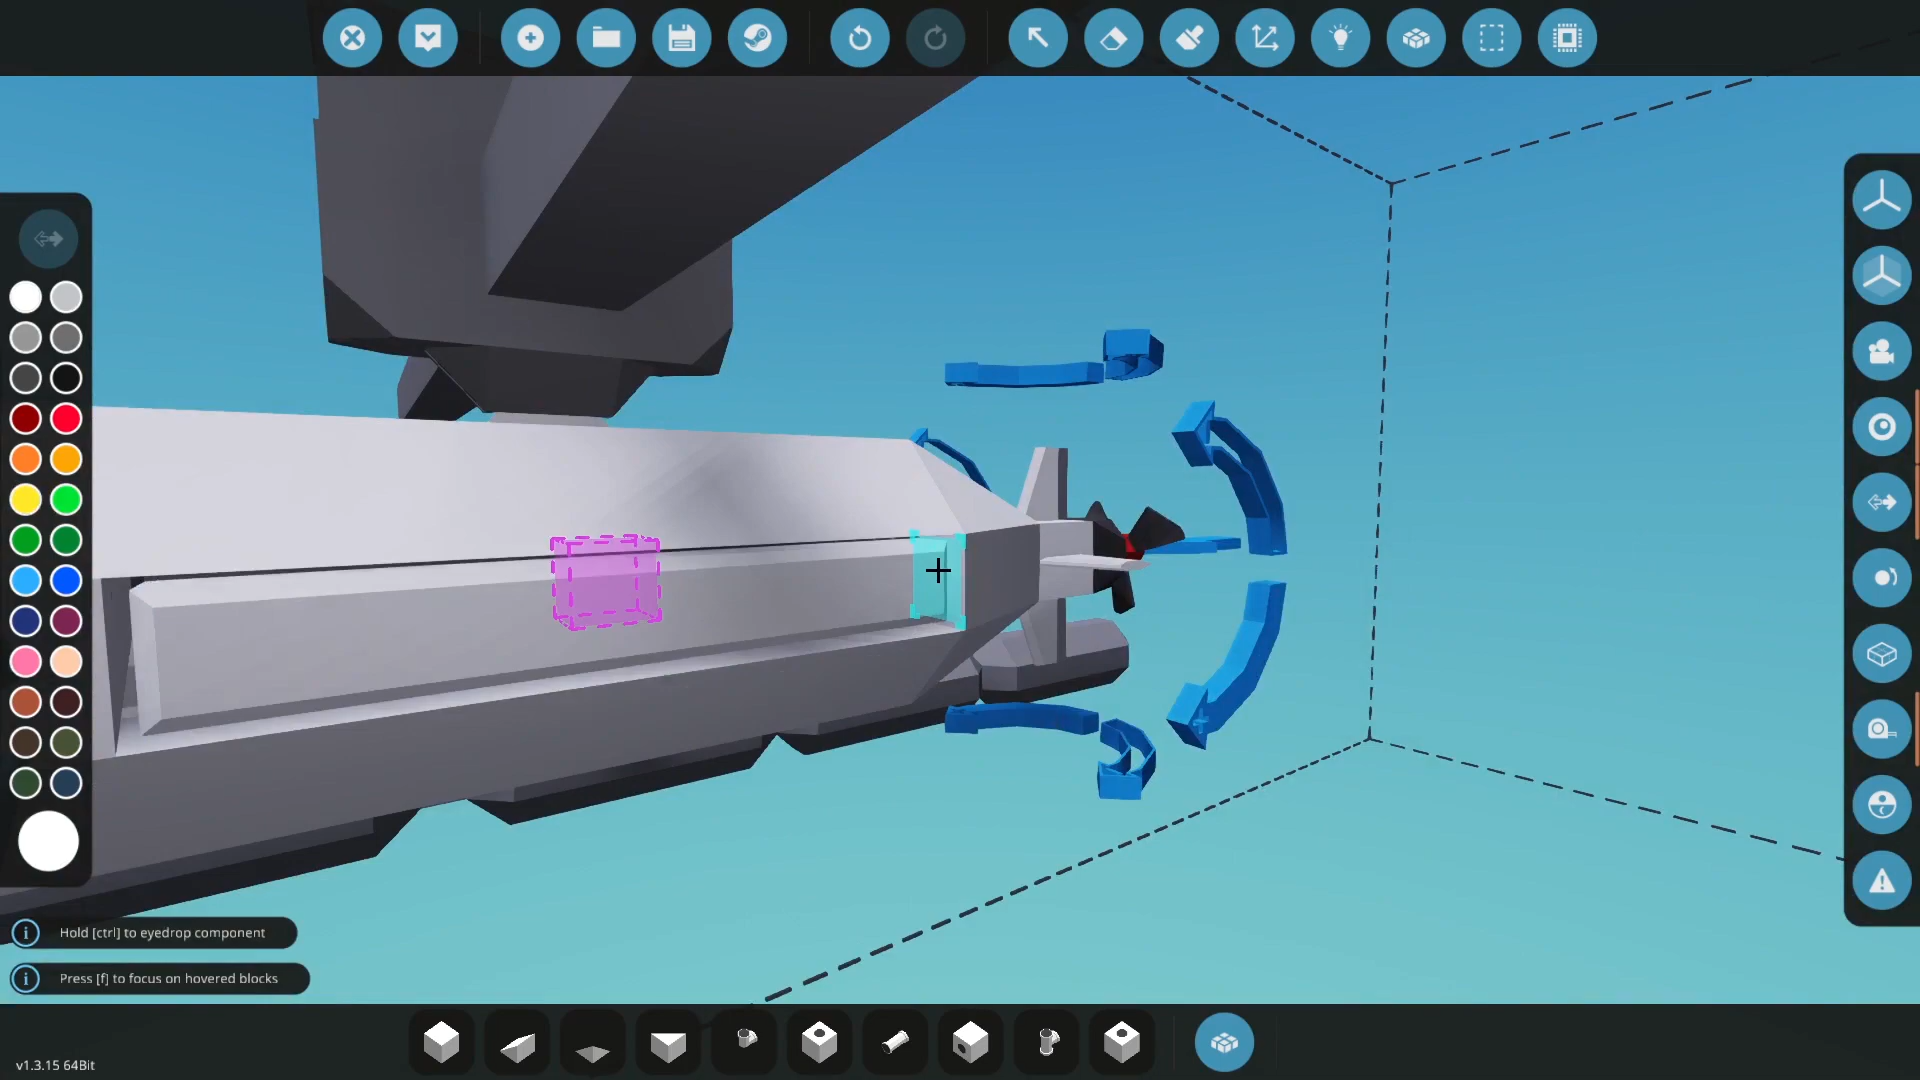 Hold [ctrl] to eyedrop component
Press [f] to focus on hovered blocks
v1.3.15 64Bit